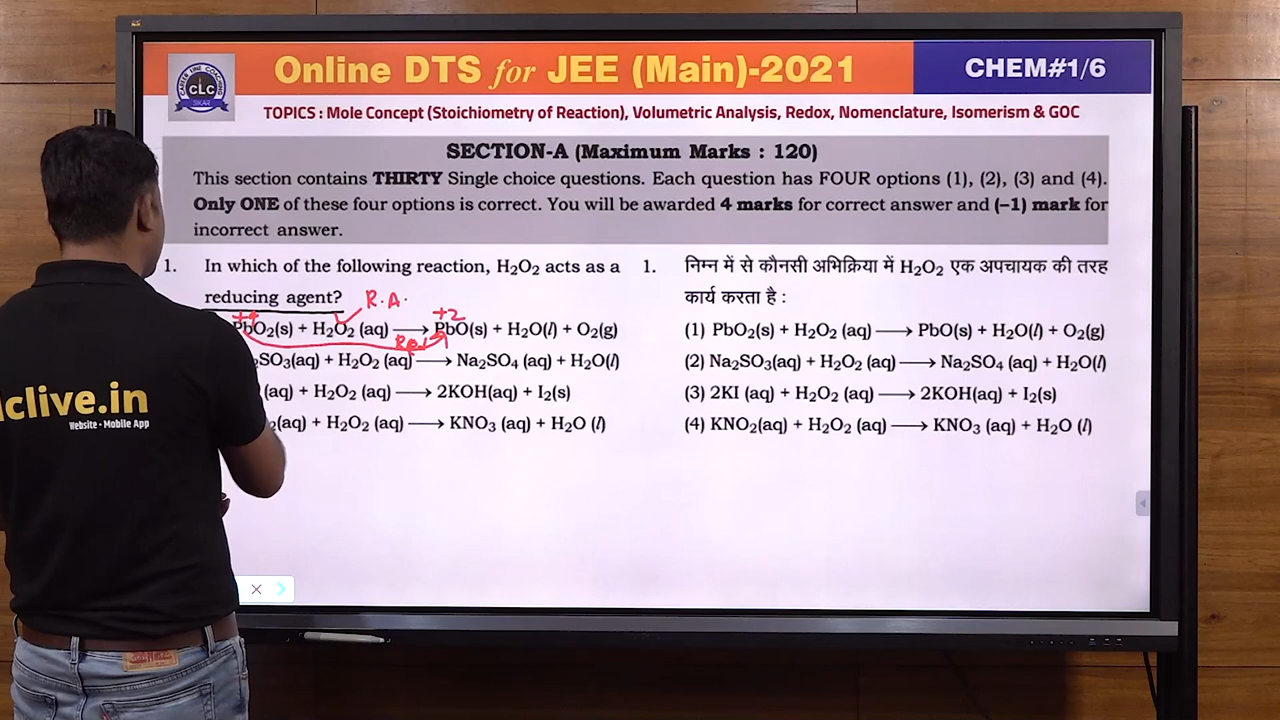 Online DTS for JEE (Main)-2021
CHEM#1/6
CLC
SIKAR
TOPICS : Mole Concept (Stoichiometry of Reaction), Volumetric Analysis, Redox, Nomenclature, Isomerism & GOC
SECTION-A (Maximum Marks : 120)
This section contains THIRTY Single choice questions. Each question has FOUR options (1), (2), (3) and (4).
Only ONE of these four options is correct. You will be awarded 4 marks for correct answer and (–1) mark for
incorrect answer.
1. In which of the following reaction, H₂O₂ acts as a
reducing agent?
R.A.
+4
+2
PbO₂(s) + H₂O₂ (aq) ⟶ PbO(s) + H₂O(l) + O₂(g)
₂SO₃(aq) + H₂O₂ (aq) ⟶ Na₂SO₄ (aq) + H₂O(l)
(aq) + H₂O₂ (aq) ⟶ 2KOH(aq) + I₂(s)
₂(aq) + H₂O₂ (aq) ⟶ KNO₃ (aq) + H₂O (l)
1. निम्न में से कौनसी अभिक्रिया में H₂O₂ एक अपचायक की तरह
कार्य करता है :
(1) PbO₂(s) + H₂O₂ (aq) ⟶ PbO(s) + H₂O(l) + O₂(g)
(2) Na₂SO₃(aq) + H₂O₂ (aq) ⟶ Na₂SO₄ (aq) + H₂O(l)
(3) 2KI (aq) + H₂O₂ (aq) ⟶ 2KOH(aq) + I₂(s)
(4) KNO₂(aq) + H₂O₂ (aq) ⟶ KNO₃ (aq) + H₂O (l)
lclive.in
Website • Mobile App